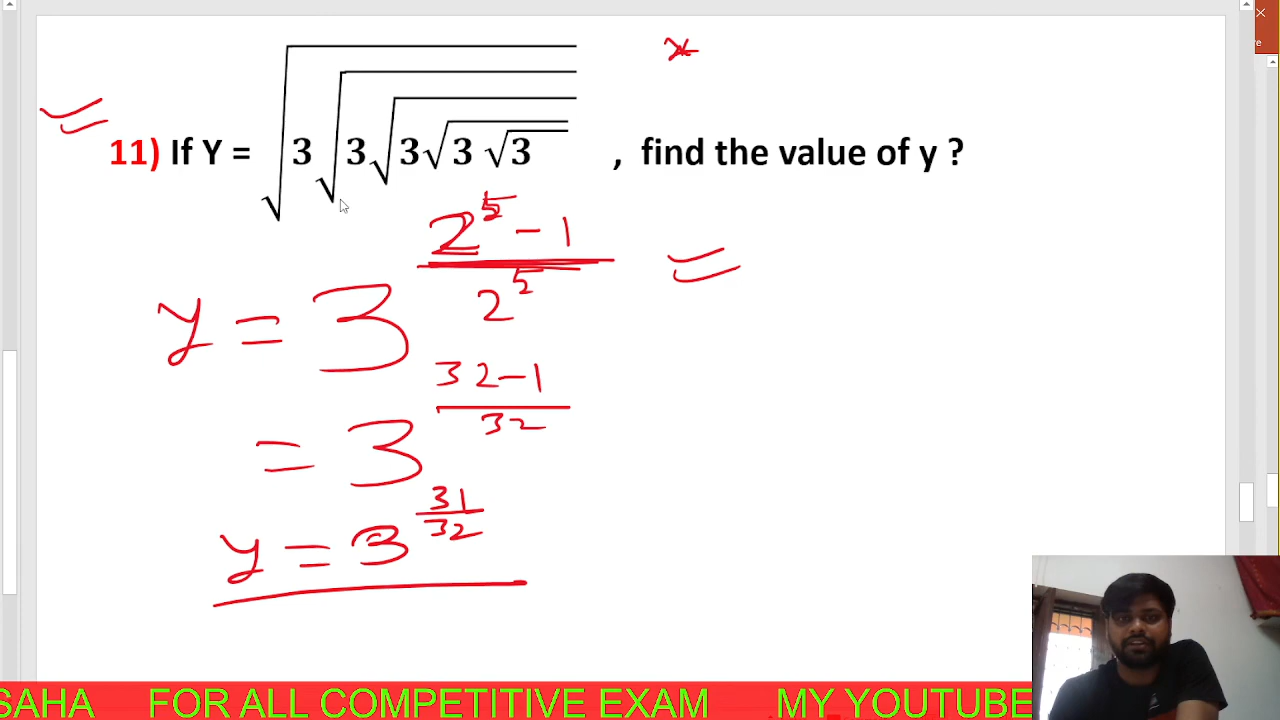 11) If Y = √3√3√3√3√3 , find the value of y ?
y = 3^(2^5 - 1)/(2^5)
= 3^(32-1)/(32)
y = 3^(31/32)
SAHA FOR ALL COMPETITIVE EXAM MY YOUTUBE